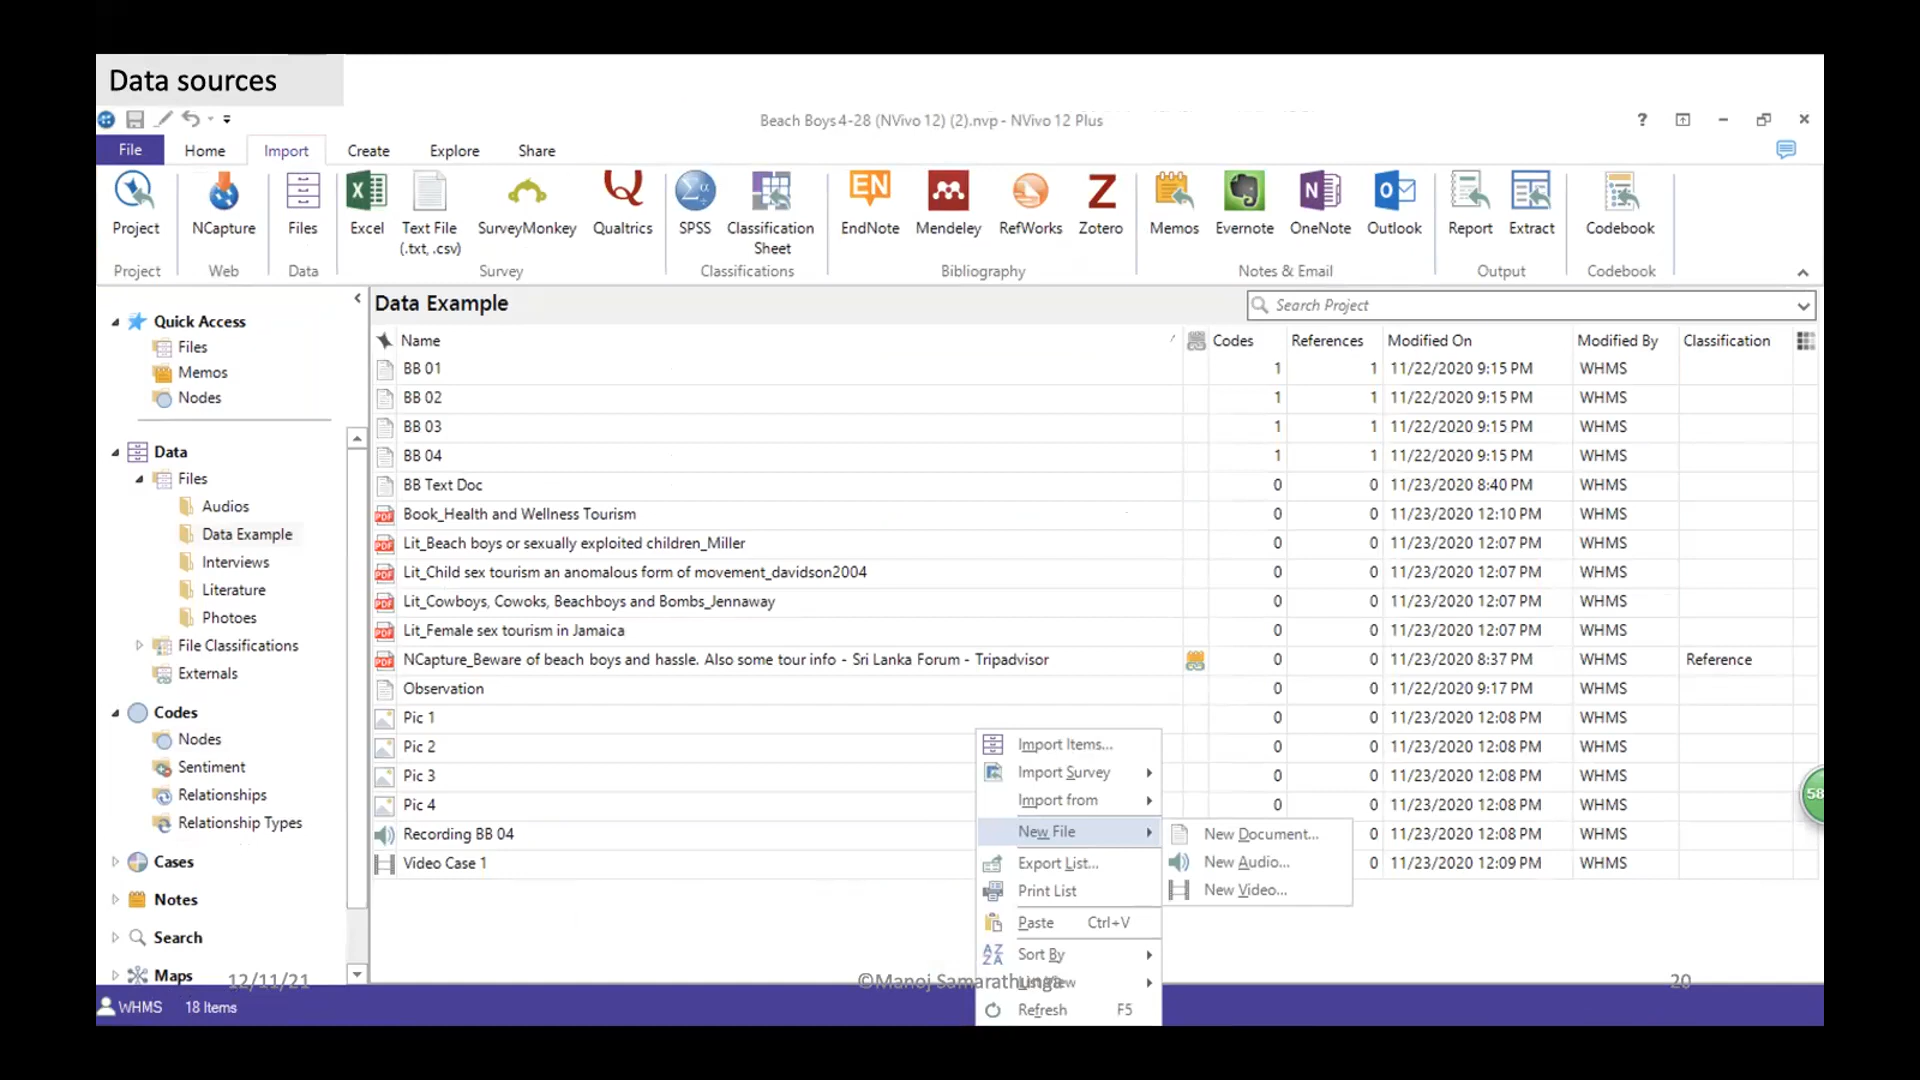 Data sources
Beach Boys 4-28 (NVivo 12) (2).nvp - NVivo 12 Plus
File Home Import Create Explore Share
Project NCapture Files Excel Text File (.txt, .csv) SurveyMonkey Qualtrics SPSS Classification Sheet EndNote Mendeley RefWorks Zotero Memos Evernote OneNote Outlook Report Extract Codebook
Project Web Data Survey Classifications Bibliography Notes & Email Output Codebook
Quick Access
Files
Memos
Nodes
Data
Files
Audios
Data Example
Interviews
Literature
Photoes
File Classifications
Externals
Codes
Nodes
Sentiment
Relationships
Relationship Types
Cases
Notes
Search
Maps
Data Example
Search Project
Name Codes References Modified On Modified By Classification
BB 01 1 1 11/22/2020 9:15 PM WHMS
BB 02 1 1 11/22/2020 9:15 PM WHMS
BB 03 1 1 11/22/2020 9:15 PM WHMS
BB 04 1 1 11/22/2020 9:15 PM WHMS
BB Text Doc 0 0 11/23/2020 8:40 PM WHMS
Book_Health and Wellness Tourism 0 0 11/23/2020 12:10 PM WHMS
Lit_Beach boys or sexually exploited children_Miller 0 0 11/23/2020 12:07 PM WHMS
Lit_Child sex tourism an anomalous form of movement_davidson2004 0 0 11/23/2020 12:07 PM WHMS
Lit_Cowboys, Cowoks, Beachboys and Bombs_Jennaway 0 0 11/23/2020 12:07 PM WHMS
Lit_Female sex tourism in Jamaica 0 0 11/23/2020 12:07 PM WHMS
NCapture_Beware of beach boys and hassle. Also some tour info - Sri Lanka Forum - Tripadvisor 0 0 11/23/2020 8:37 PM WHMS Reference
Observation 0 0 11/22/2020 9:17 PM WHMS
Pic 1 0 0 11/23/2020 12:08 PM WHMS
Pic 2 0 0 11/23/2020 12:08 PM WHMS
Pic 3 0 0 11/23/2020 12:08 PM WHMS
Pic 4 0 0 11/23/2020 12:08 PM WHMS
Recording BB 04 0 11/23/2020 12:08 PM WHMS
Video Case 1 0 11/23/2020 12:09 PM WHMS
Import Items...
Import Survey
Import from
New File
Export List...
Print List
Paste Ctrl+V
Sort By
Refresh F5
New Document...
New Audio...
New Video...
58
12/11/21
©Manoj Samarathunga
20
WHMS 18 Items